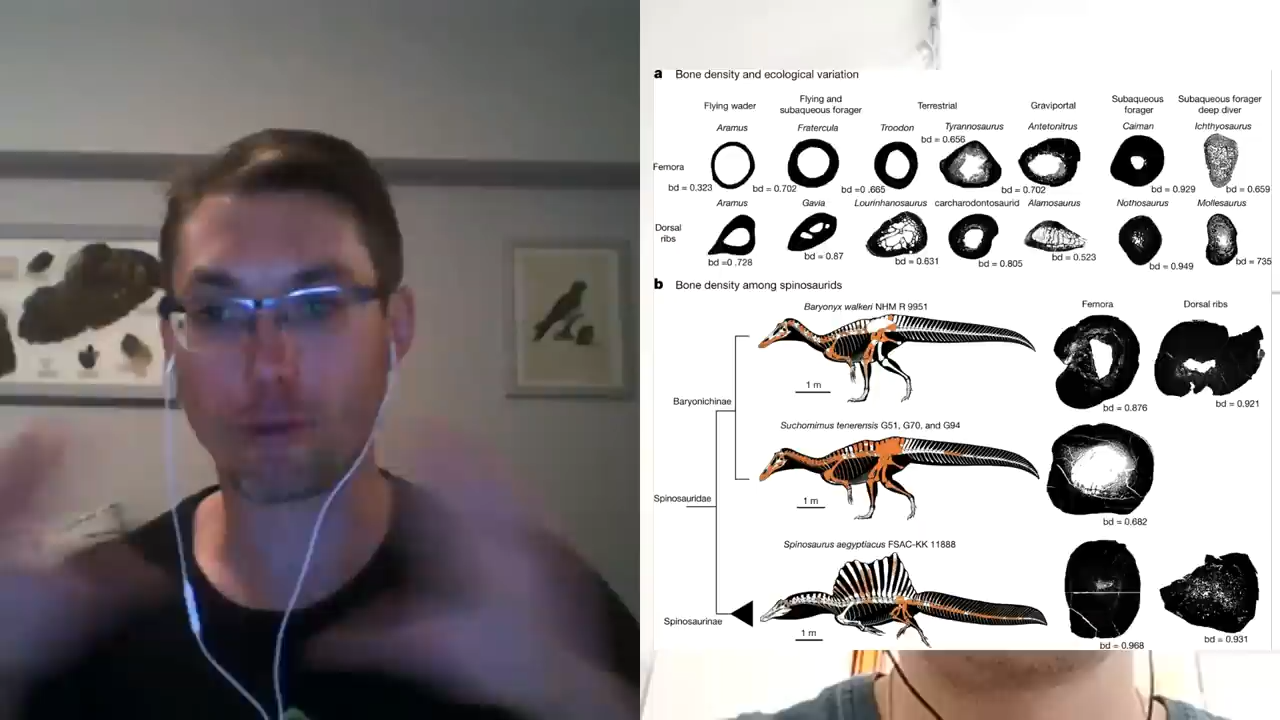 a Bone density and ecological variation
Flying wader
Flying and subaqueous forager
Terrestrial
Graviportal
Subaqueous forager
Subaqueous forager deep diver
Aramus
Fratercula
Troodon
Tyrannosaurus
Antetonitrus
Caiman
Ichthyosaurus
Femora
bd = 0.323
bd = 0.702
bd =0 .665
bd = 0.656
bd = 0.702
bd = 0.929
bd = 0.659
Aramus
Gavia
Lourinhanosaurus
carcharodontosaurid
Alamosaurus
Nothosaurus
Mollesaurus
Dorsal ribs
bd =0 .728
bd = 0.87
bd = 0.631
bd = 0.805
bd = 0.523
bd = 0.949
bd = 735
b Bone density among spinosaurids
Baryonyx walkeri NHM R 9951
Femora
Dorsal ribs
1 m
bd = 0.876
bd = 0.921
Baryonichinae
Suchomimus tenerensis G51, G70, and G94
1 m
bd = 0.682
Spinosauridae
Spinosaurus aegyptiacus FSAC-KK 11888
Spinosaurinae
1 m
bd = 0.968
bd = 0.931